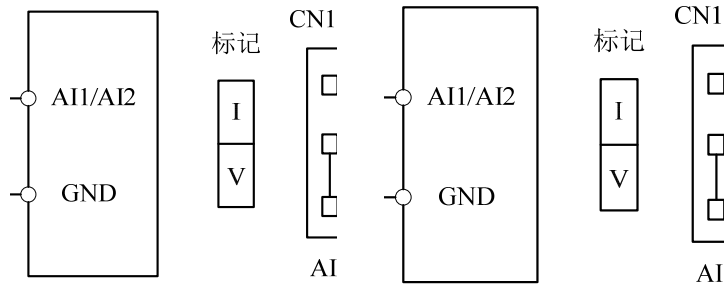 CN1
标记
AI1/AI2
I
V
GND
AI
CN1
标记
AI1/AI2
I
V
GND
AI